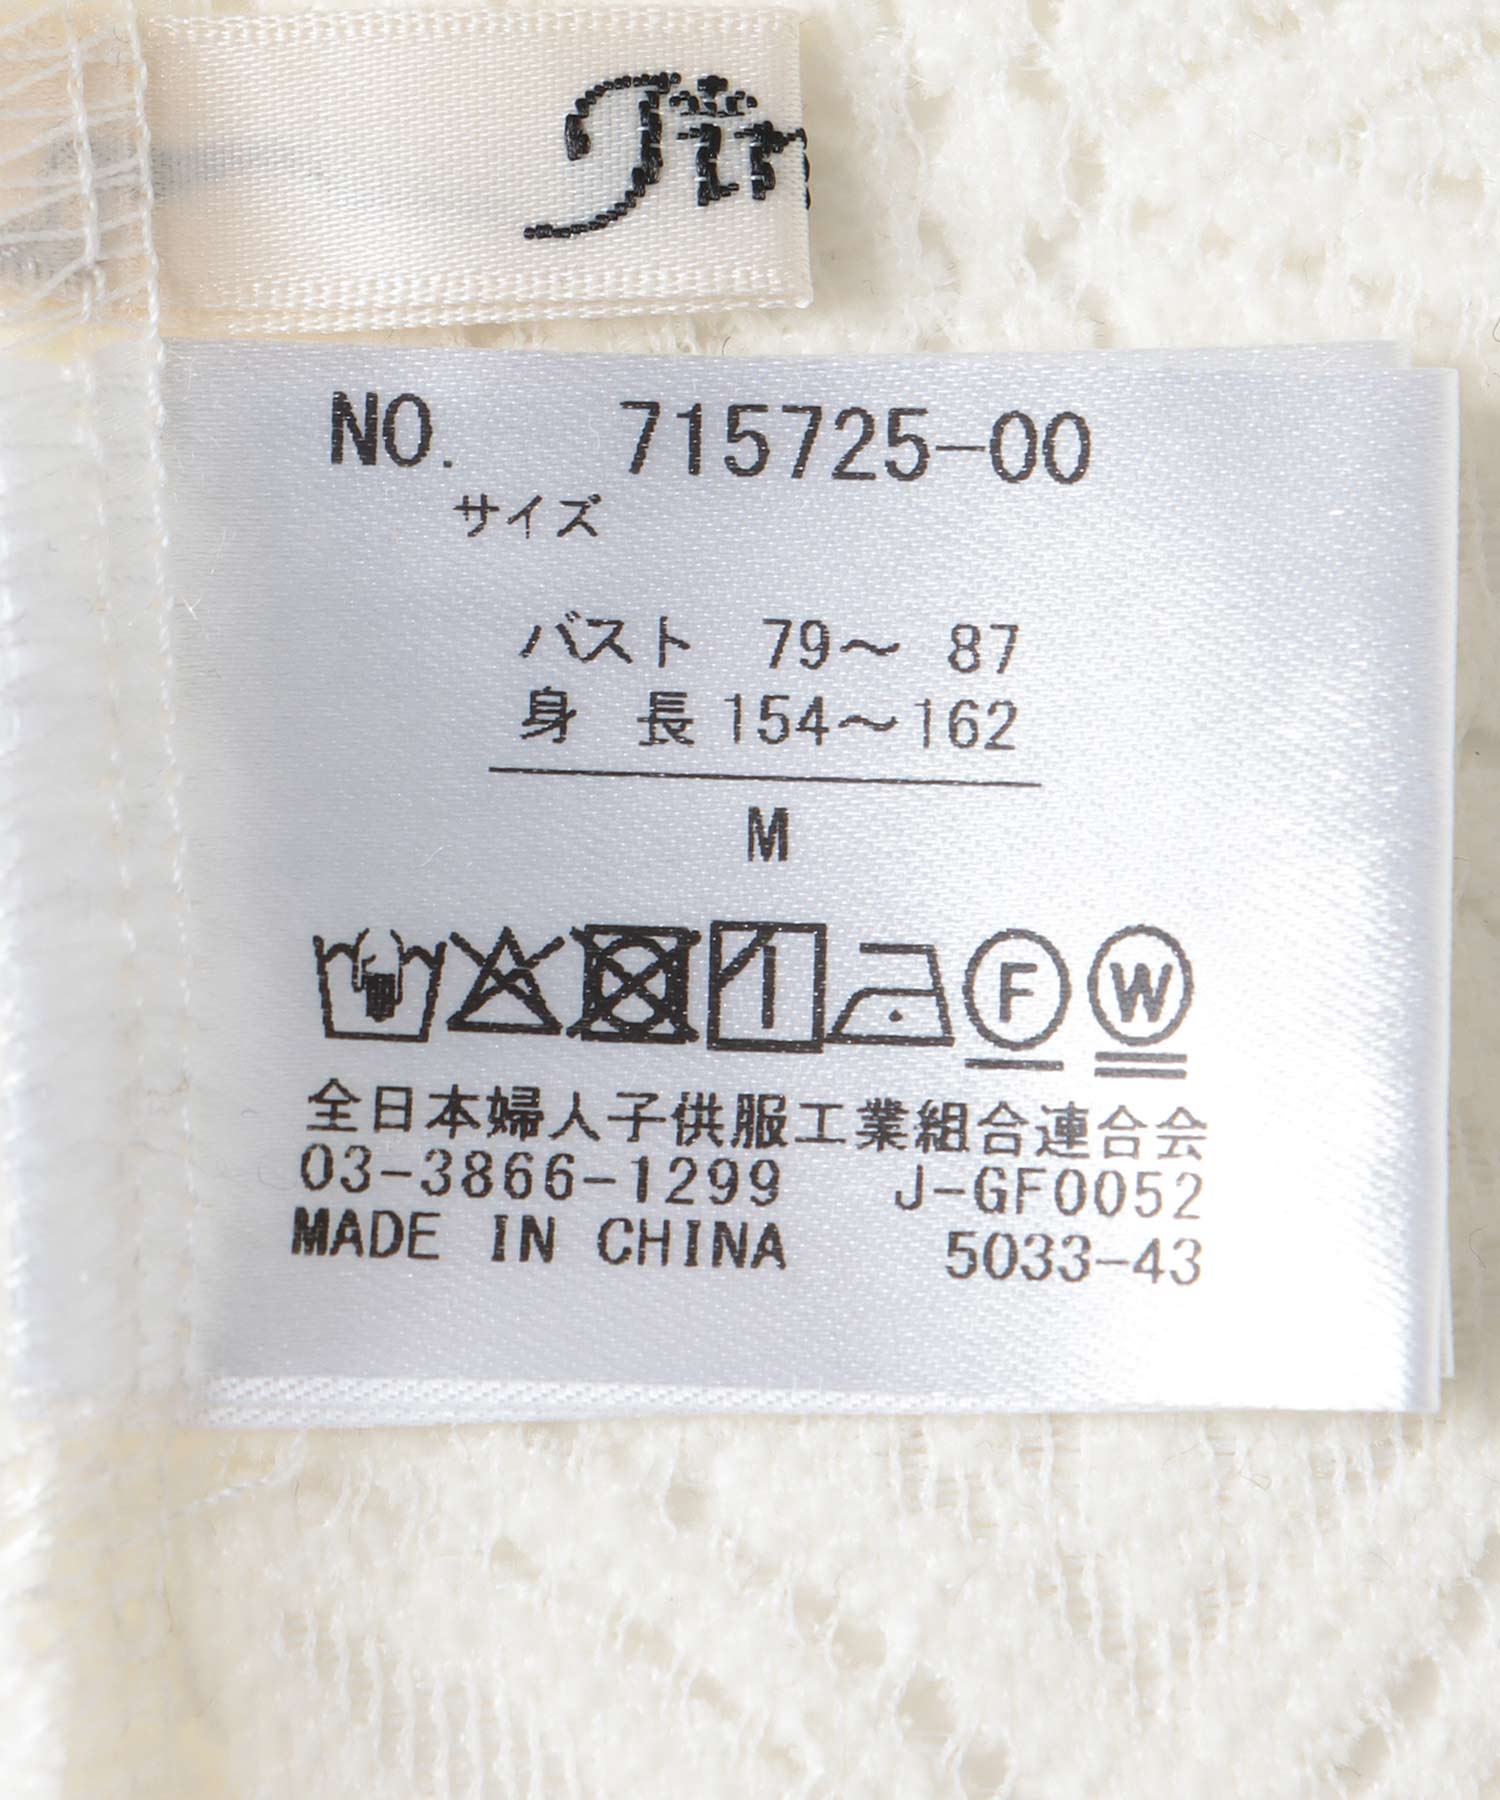 NO. 715725-00
サイズ
バスト 79～ 87
身 長 154～162
M
F W
全日本婦人子供服工業組合連合会
03-3866-1299 J-GF0052
MADE IN CHINA 5033-43